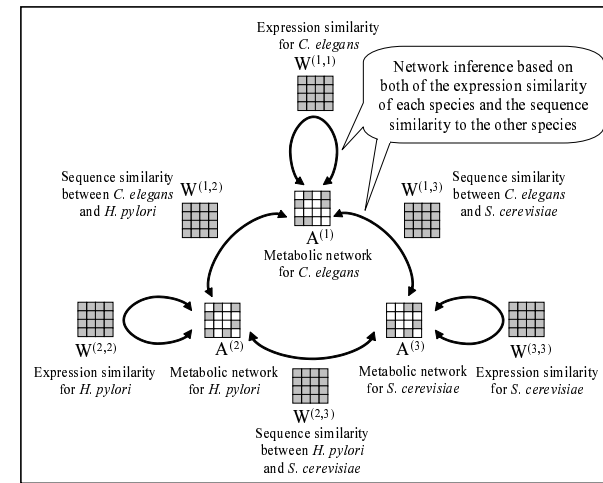 Expression similarity
for C. elegans
W(1,1)
Network inference based on
both of the expression similarity
of each species and the sequence
similarity to the other species
Sequence similarity
between C. elegans
and H. pylori
W(1,2)
W(1,3)
Sequence similarity
between C. elegans
and S. cerevisiae
A(1)
Metabolic network
for C. elegans
W(2,2)
Expression similarity
for H. pylori
A(2)
Metabolic network
for H. pylori
A(3)
Metabolic network
for S. cerevisiae
W(3,3)
Expression similarity
for S. cerevisiae
W(2,3)
Sequence similarity
between H. pylori
and S. cerevisiae